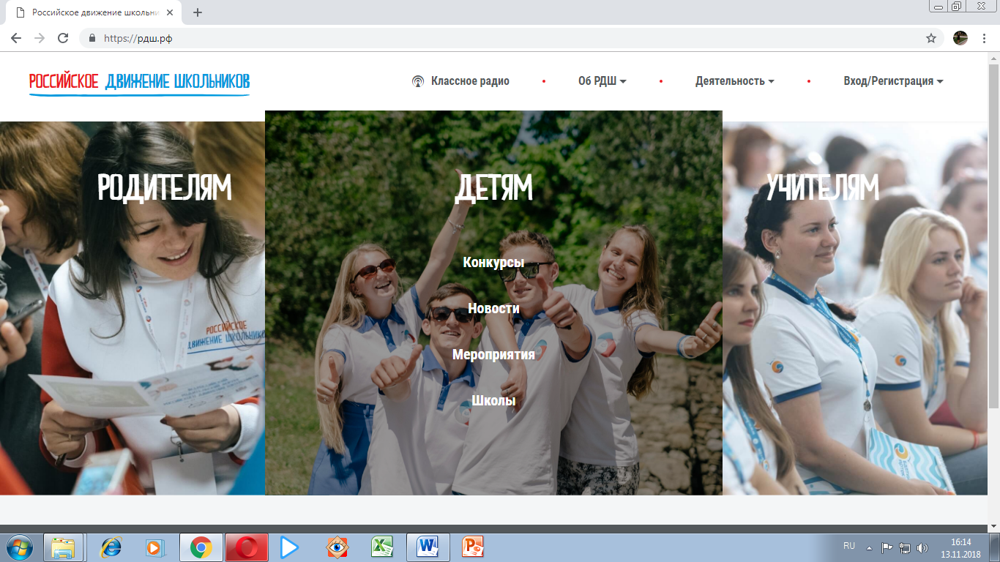 Российское движение школьни
https://рдш.рф
РОССИЙСКОЕ ДВИЖЕНИЕ ШКОЛЬНИКОВ
Классное радио • Об РДШ • Деятельность • Вход/Регистрация
РОДИТЕЛЯМ
ДЕТЯМ
УЧИТЕЛЯМ
Конкурсы
Новости
Мероприятия
Школы
РОССИЙСКОЕ
ДВИЖЕНИЕ ШКОЛЬНИКО
RU
16:14
13.11.2018